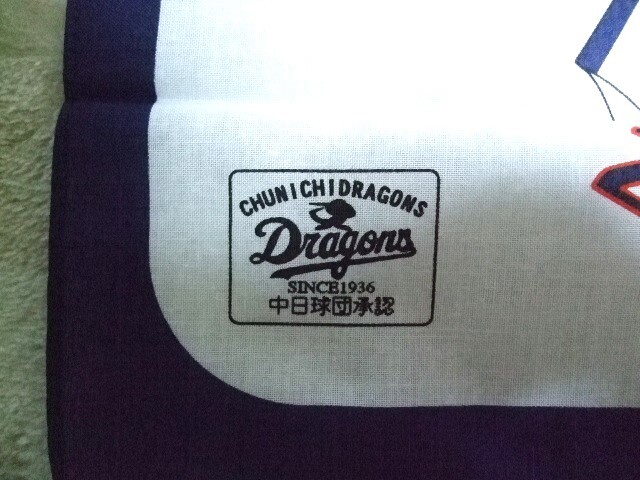 CHUNICHIDRAGONS
Dragons
SINCE1936
中日球団承認